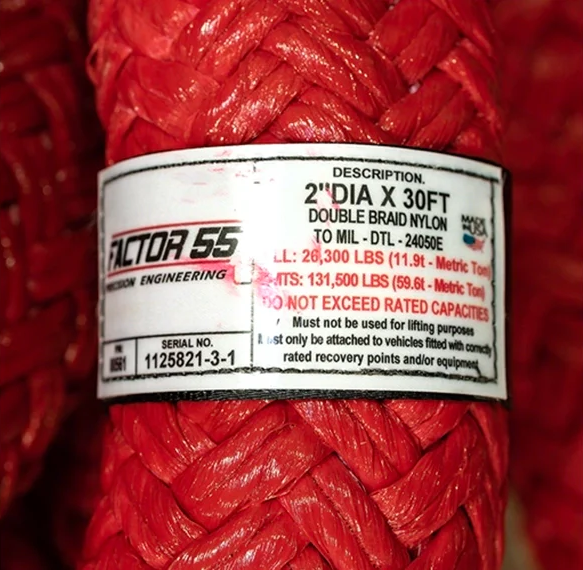 FACTOR 55
PRECISION ENGINEERING
SERIAL NO.
1125821-3-1
DESCRIPTION.
2"DIA X 30FT
DOUBLE BRAID NYLON
TO MIL - DTL - 24050E
MADE
IN USA
26,300 LBS (11.9t - Metric Ton)
131,500 LBS (59.6t - Metric Ton)
DO NOT EXCEED RATED CAPACITIES
Must not be used for lifting purposes
must only be attached to vehicles fitted with correctly
rated recovery points and/or equipment